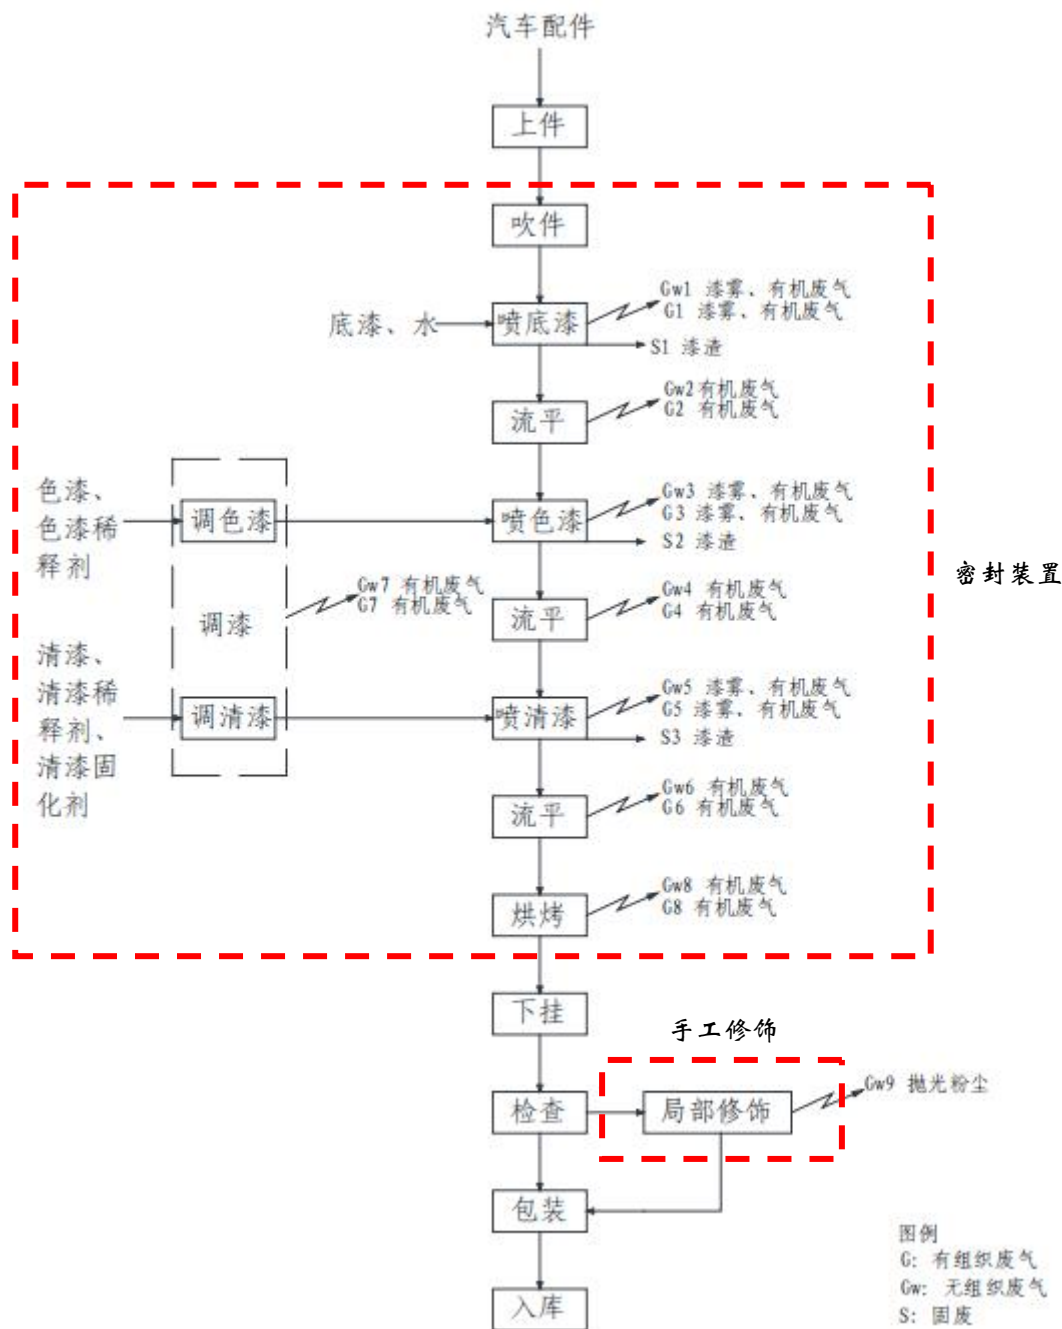 汽车配件
上件
吹件
Gw1 漆雾、有机废气
G1 漆雾、有机废气
底漆、水
喷底漆
S1 漆渣
Gw2有机废气
G2 有机废气
流平
色漆、
色漆稀
释剂
调色漆
喷色漆
Gw3 漆雾、有机废气
G3 漆雾、有机废气
S2 漆渣
密封装置
Gw7 有机废气
G7 有机废气
调漆
流平
Gw4 有机废气
G4 有机废气
清漆、
清漆稀
释剂、
清漆固
化剂
调清漆
喷清漆
Gw5 漆雾、有机废气
G5 漆雾、有机废气
S3 漆渣
流平
Gw6 有机废气
G6 有机废气
烘烤
Gw8 有机废气
G8 有机废气
下挂
手工修饰
检查
局部修饰
Gw9 抛光粉尘
包装
入库
图例
G: 有组织废气
Gw: 无组织废气
S: 固废